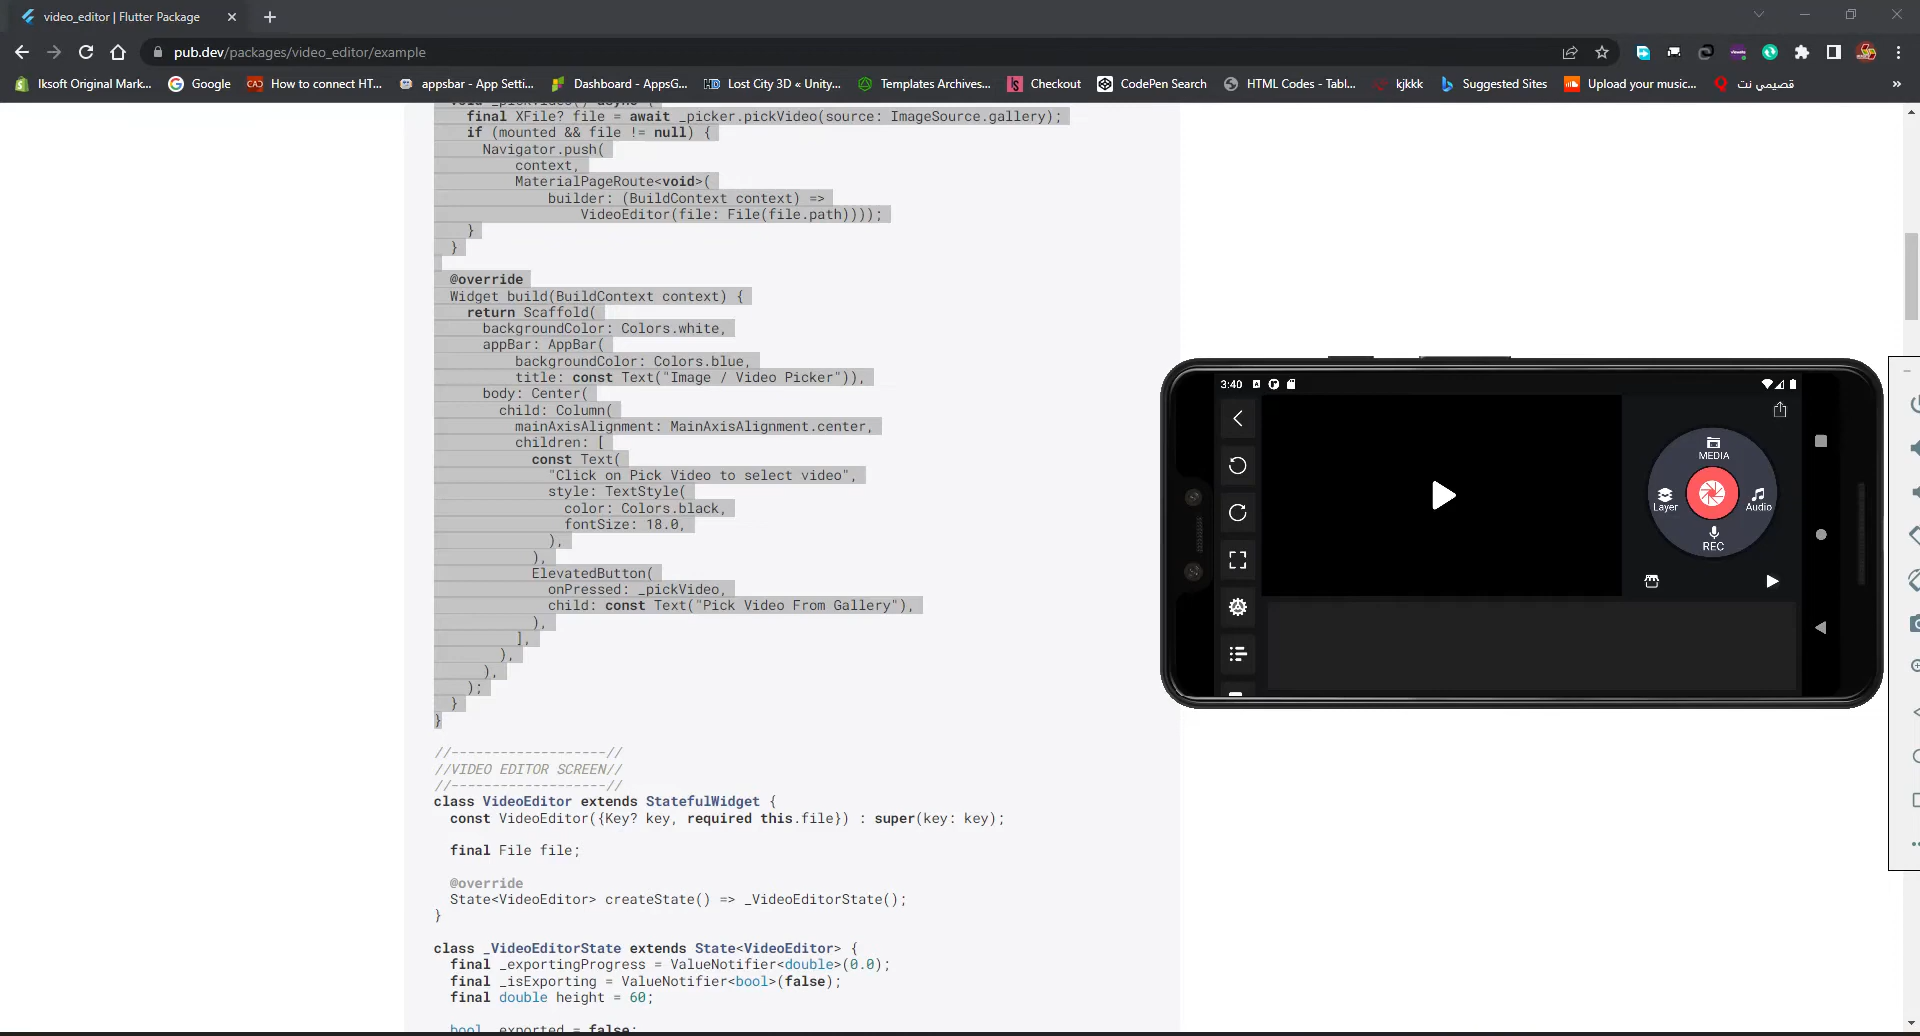 video_editor | Flutter Package
pub.dev/packages/video_editor/example
Iksoft Original Mark...
Google
How to connect HT...
appsbar - App Setti...
Dashboard - AppsG...
Lost City 3D « Unity...
Templates Archives...
Checkout
CodePen Search
HTML Codes - Tabl...
kjkkk
Suggested Sites
Upload your music...
قصيمي نت
»
void _pickVideo() async {
final XFile? file = await _picker.pickVideo(source: ImageSource.gallery);
if (mounted && file != null) {
Navigator.push(
context,
MaterialPageRoute<void>(
builder: (BuildContext context) =>
VideoEditor(file: File(file.path))));
}
}
@override
Widget build(BuildContext context) {
return Scaffold(
backgroundColor: Colors.white,
appBar: AppBar(
backgroundColor: Colors.blue,
title: const Text("Image / Video Picker")),
body: Center(
child: Column(
mainAxisAlignment: MainAxisAlignment.center,
children: [
const Text(
"Click on Pick Video to select video",
style: TextStyle(
color: Colors.black,
fontSize: 18.0,
),
),
ElevatedButton(
onPressed: _pickVideo,
child: const Text("Pick Video From Gallery"),
),
],
),
),
);
}
}
//-------------------//
//VIDEO EDITOR SCREEN//
//-------------------//
class VideoEditor extends StatefulWidget {
const VideoEditor({Key? key, required this.file}) : super(key: key);
final File file;
@override
State<VideoEditor> createState() => _VideoEditorState();
}
class _VideoEditorState extends State<VideoEditor> {
final _exportingProgress = ValueNotifier<double>(0.0);
final _isExporting = ValueNotifier<bool>(false);
final double height = 60;
bool _exported = false;
3:40
MEDIA
Layer
Audio
REC